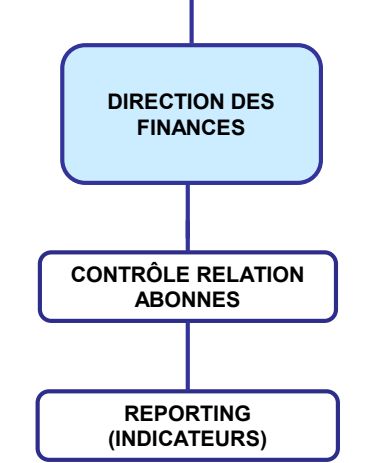 DIRECTION DES
FINANCES
CONTRÔLE RELATION
ABONNES
REPORTING
(INDICATEURS)